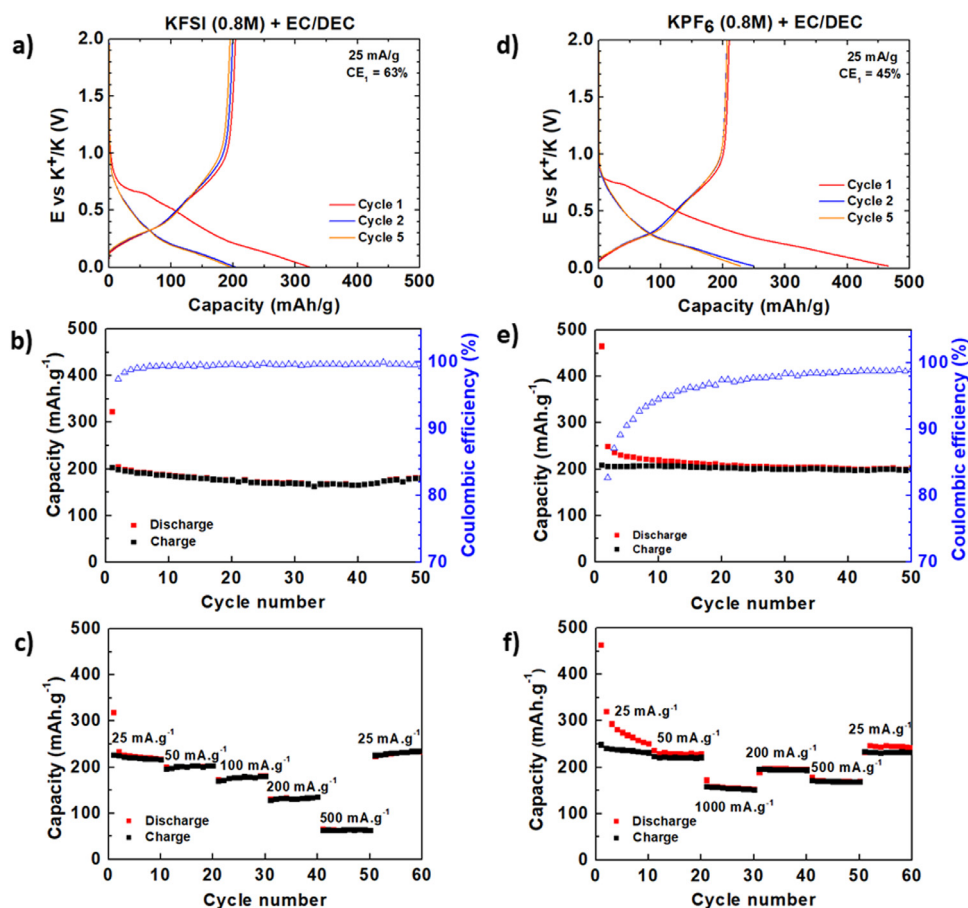 KFSI (0.8M) + EC/DEC
a)
E vs K⁺/K (V)
2.0
1.5
1.0
0.5
0.0
25 mA/g
CE₁ = 63%
Cycle 1
Cycle 2
Cycle 5
0 100 200 300 400 500
Capacity (mAh/g)
KPF₆ (0.8M) + EC/DEC
d)
E vs K⁺/K (V)
2.0
1.5
1.0
0.5
0.0
25 mA/g
CE₁ = 45%
Cycle 1
Cycle 2
Cycle 5
0 100 200 300 400 500
Capacity (mAh/g)
b)
Capacity (mAh.g⁻¹)
500
400
300
200
100
0
Discharge
Charge
100
90
80
70
Coulombic efficiency (%)
0 10 20 30 40 50
Cycle number
e)
Capacity (mAh.g⁻¹)
500
400
300
200
100
0
Discharge
Charge
100
90
80
70
Coulombic efficiency (%)
0 10 20 30 40 50
Cycle number
c)
Capacity (mAh.g⁻¹)
500
400
300
200
100
0
25 mA.g⁻¹
50 mA.g⁻¹
100 mA.g⁻¹
200 mA.g⁻¹
500 mA.g⁻¹
25 mA.g⁻¹
Discharge
Charge
0 10 20 30 40 50 60
Cycle number
f)
Capacity (mAh.g⁻¹)
500
400
300
200
100
0
25 mA.g⁻¹
50 mA.g⁻¹
1000 mA.g⁻¹
200 mA.g⁻¹
500 mA.g⁻¹
25 mA.g⁻¹
Discharge
Charge
0 10 20 30 40 50 60
Cycle number